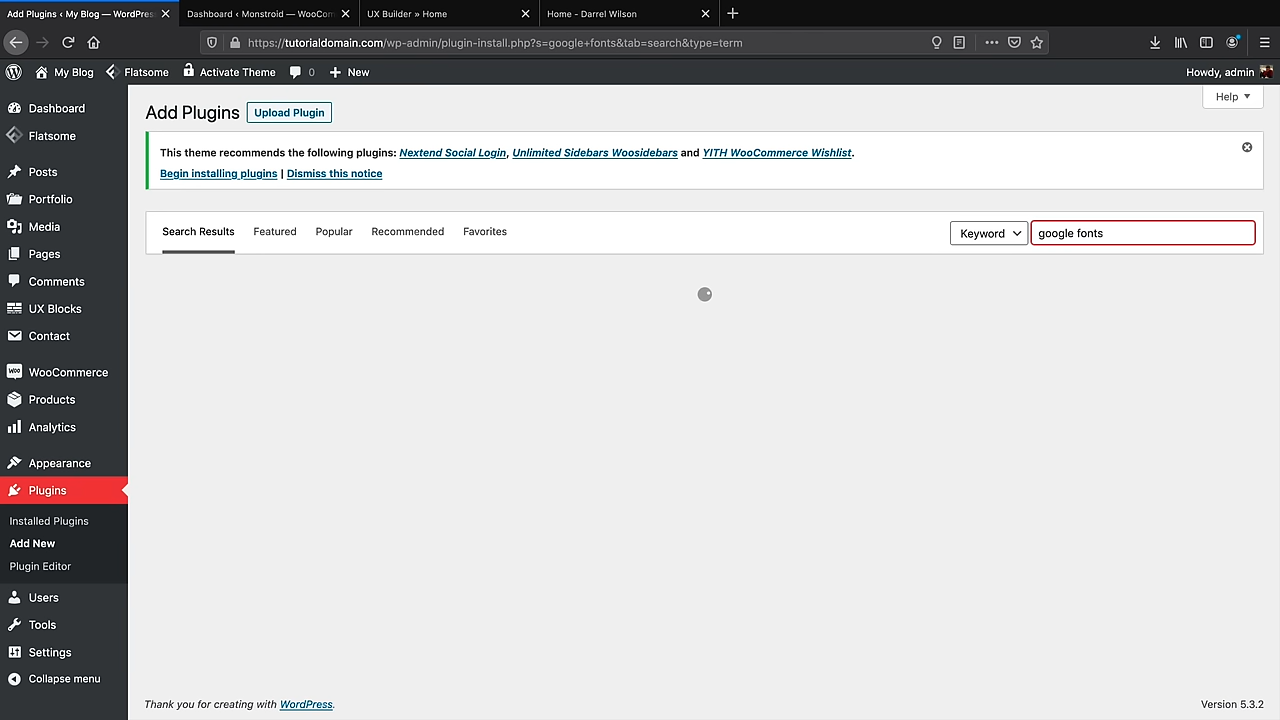 Add Plugins ‹ My Blog — WordPres
Dashboard ‹ Monstroid — WooCom
UX Builder » Home
Home - Darrel Wilson
https://tutorialdomain.com/wp-admin/plugin-install.php?s=google+fonts&tab=search&type=term
My Blog
Flatsome
Activate Theme
0
New
Howdy, admin
Dashboard
Flatsome
Posts
Portfolio
Media
Pages
Comments
UX Blocks
Contact
WooCommerce
Products
Analytics
Appearance
Plugins
Installed Plugins
Add New
Plugin Editor
Users
Tools
Settings
Collapse menu
Help
Add Plugins
Upload Plugin
This theme recommends the following plugins: Nextend Social Login, Unlimited Sidebars Woosidebars and YITH WooCommerce Wishlist.
Begin installing plugins | Dismiss this notice
Search Results
Featured
Popular
Recommended
Favorites
Keyword
google fonts
Thank you for creating with WordPress.
Version 5.3.2